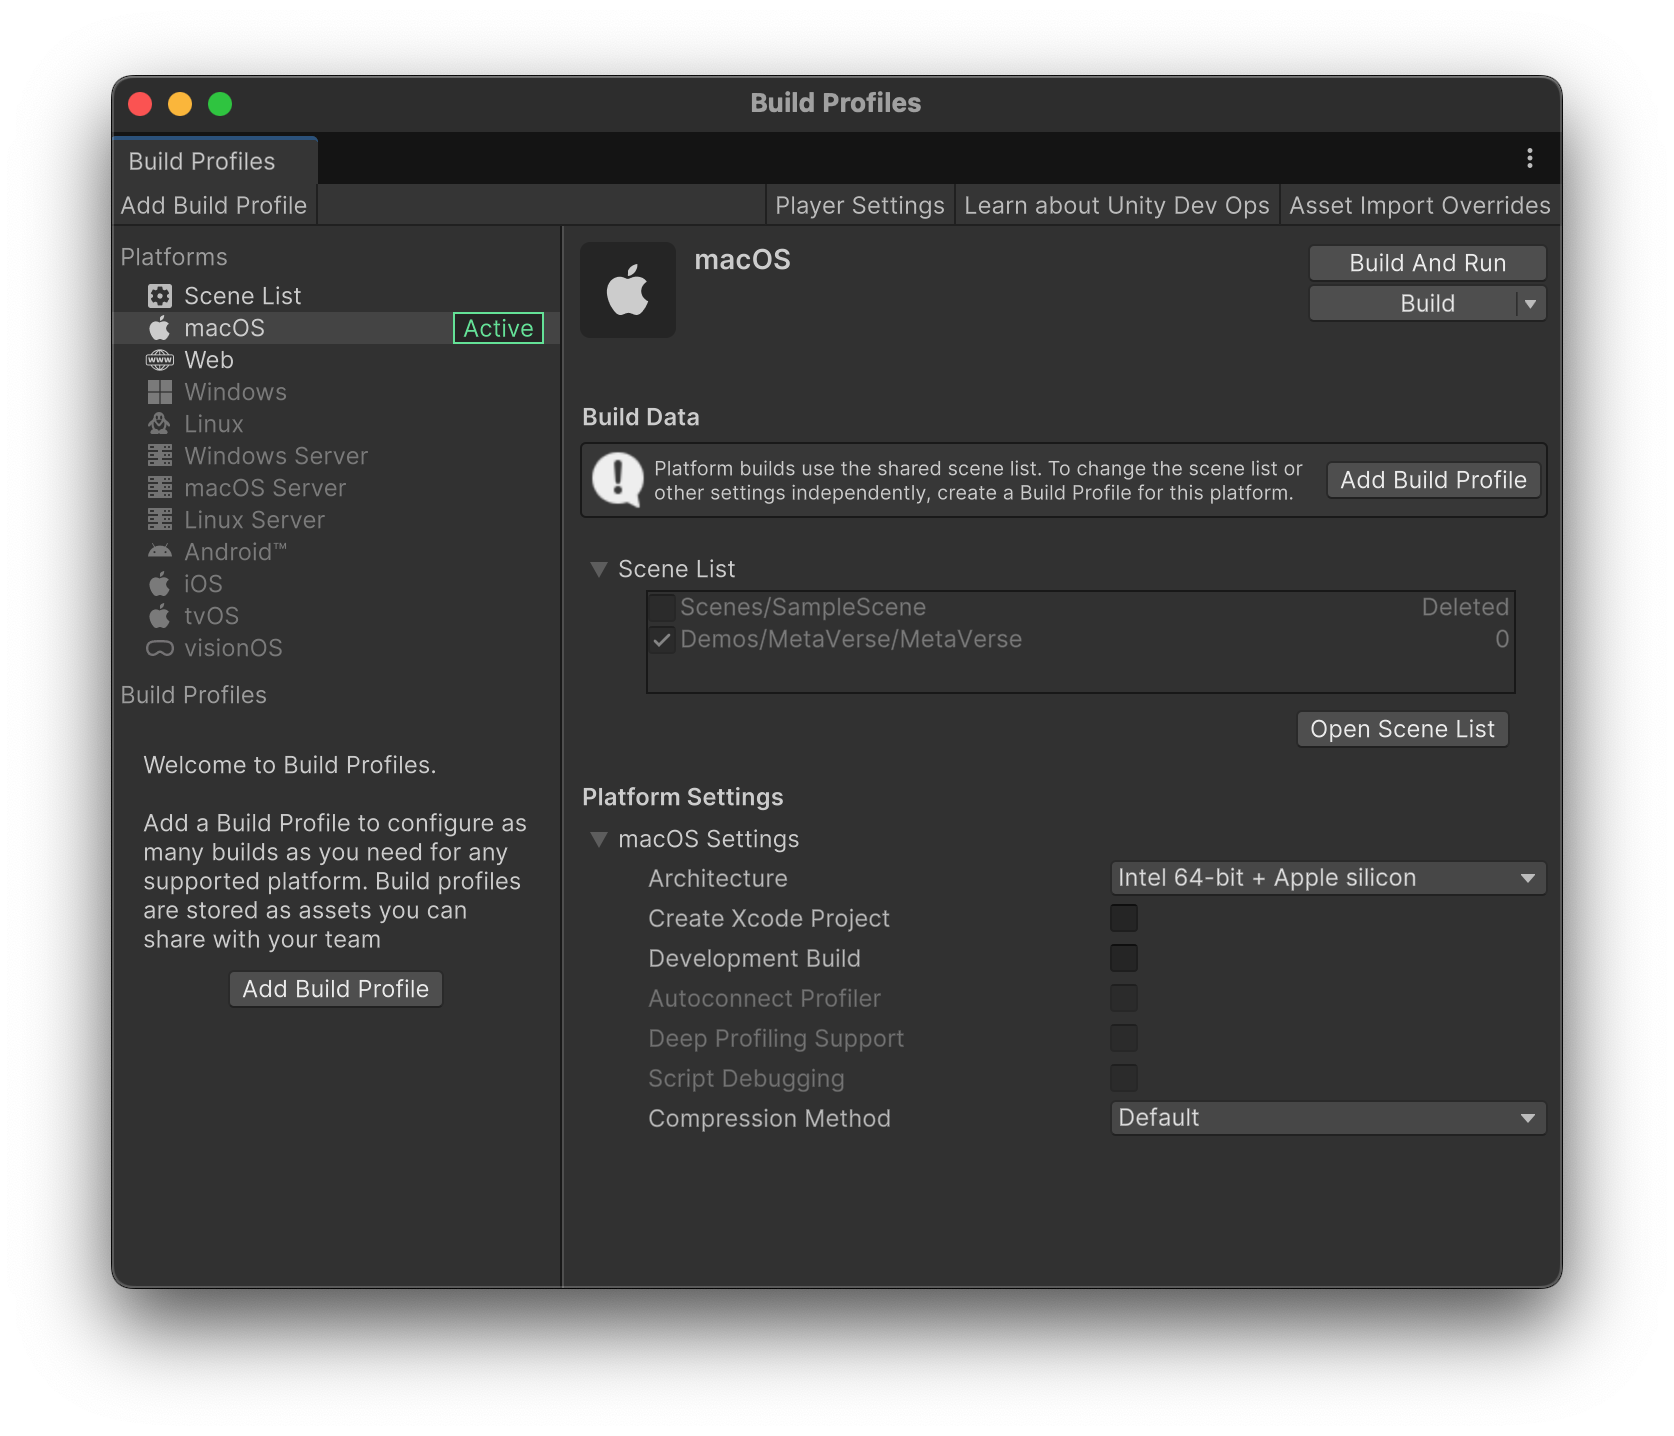 Build Profiles
Build Profiles
Add Build Profile
Player Settings
Learn about Unity Dev Ops
Asset Import Overrides
Platforms
Scene List
macOS
Active
www
Web
Windows
Linux
Windows Server
macOS Server
Linux Server
Android™
iOS
tvOS
visionOS
Build Profiles
Welcome to Build Profiles.
Add a Build Profile to configure as
many builds as you need for any
supported platform. Build profiles
are stored as assets you can
share with your team
Add Build Profile
macOS
Build And Run
Build
Build Data
Platform builds use the shared scene list. To change the scene list or
other settings independently, create a Build Profile for this platform.
Add Build Profile
Scene List
Scenes/SampleScene Deleted
Demos/MetaVerse/MetaVerse 0
Open Scene List
Platform Settings
macOS Settings
Architecture Intel 64-bit + Apple silicon
Create Xcode Project
Development Build
Autoconnect Profiler
Deep Profiling Support
Script Debugging
Compression Method Default